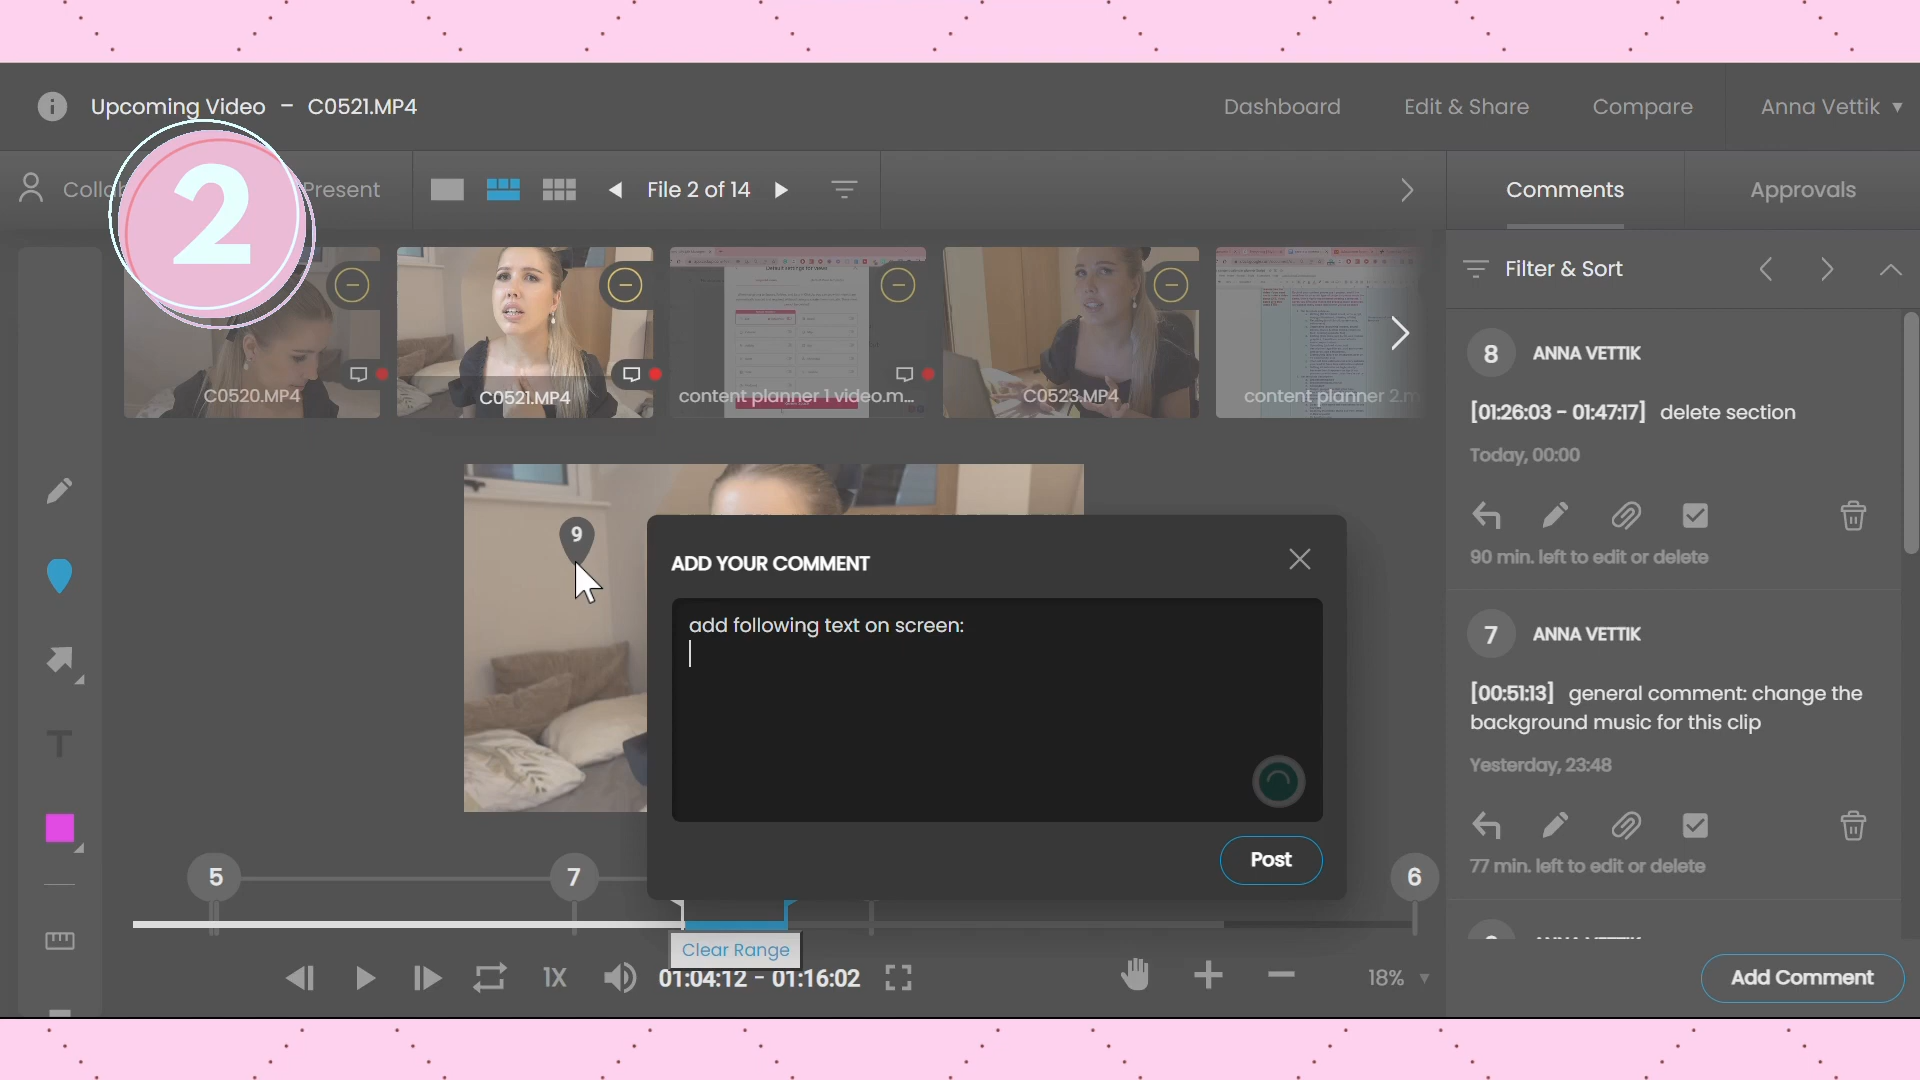 Upcoming Video – C0521.MP4
Dashboard
Edit & Share
Compare
Anna Vettik
2
Present
File 2 of 14
Comments
Approvals
Filter & Sort
C0520.MP4
C0521.MP4
content planner 1 video.m...
C0523.MP4
content planner 2.m
8 ANNA VETTIK
[01:26:03 - 01:47:17] delete section
Today, 00:00
90 min. left to edit or delete
7 ANNA VETTIK
[00:51:13] general comment: change the
background music for this clip
Yesterday, 23:48
77 min. left to edit or delete
9
ADD YOUR COMMENT
add following text on screen:
Post
5
7
6
Clear Range
1X
01:04:12 - 01:16:02
18%
Add Comment